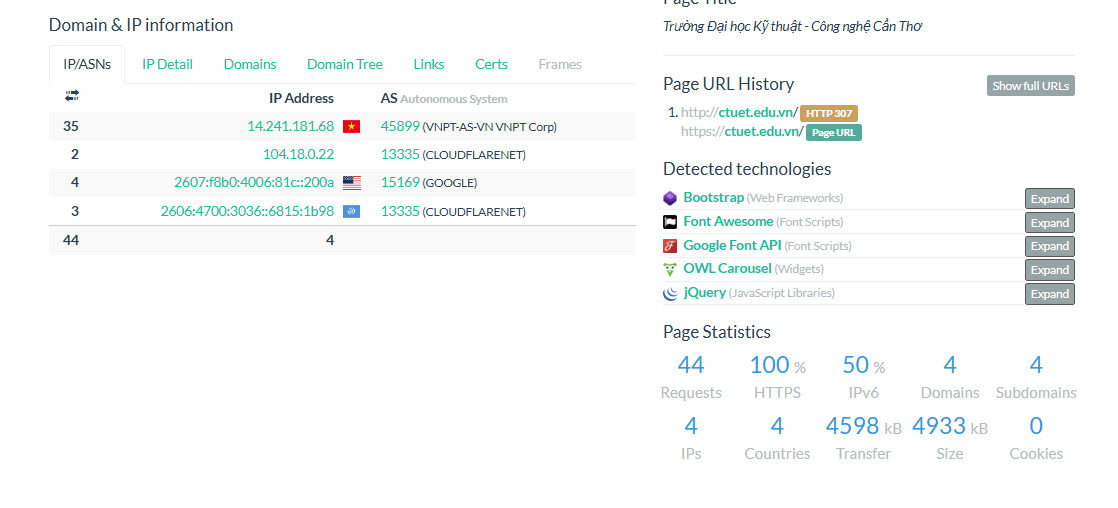 Page Title
Domain & IP information
Trường Đại học Kỹ thuật - Công nghệ Cần Thơ
IP/ASNs IP Detail Domains Domain Tree Links Certs Frames
IP Address AS Autonomous System
35 14.241.181.68 45899 (VNPT-AS-VN VNPT Corp)
2 104.18.0.22 13335 (CLOUDFLARENET)
4 2607:f8b0:4006:81c::200a 15169 (GOOGLE)
3 2606:4700:3036::6815:1b98 13335 (CLOUDFLARENET)
44 4
Page URL History Show full URLs
1. http://ctuet.edu.vn/ HTTP 307
https://ctuet.edu.vn/ Page URL
Detected technologies
Bootstrap (Web Frameworks) Expand
Font Awesome (Font Scripts) Expand
Google Font API (Font Scripts) Expand
OWL Carousel (Widgets) Expand
jQuery (JavaScript Libraries) Expand
Page Statistics
44 100 % 50 % 4 4
Requests HTTPS IPv6 Domains Subdomains
4 4 4598 kB 4933 kB 0
IPs Countries Transfer Size Cookies